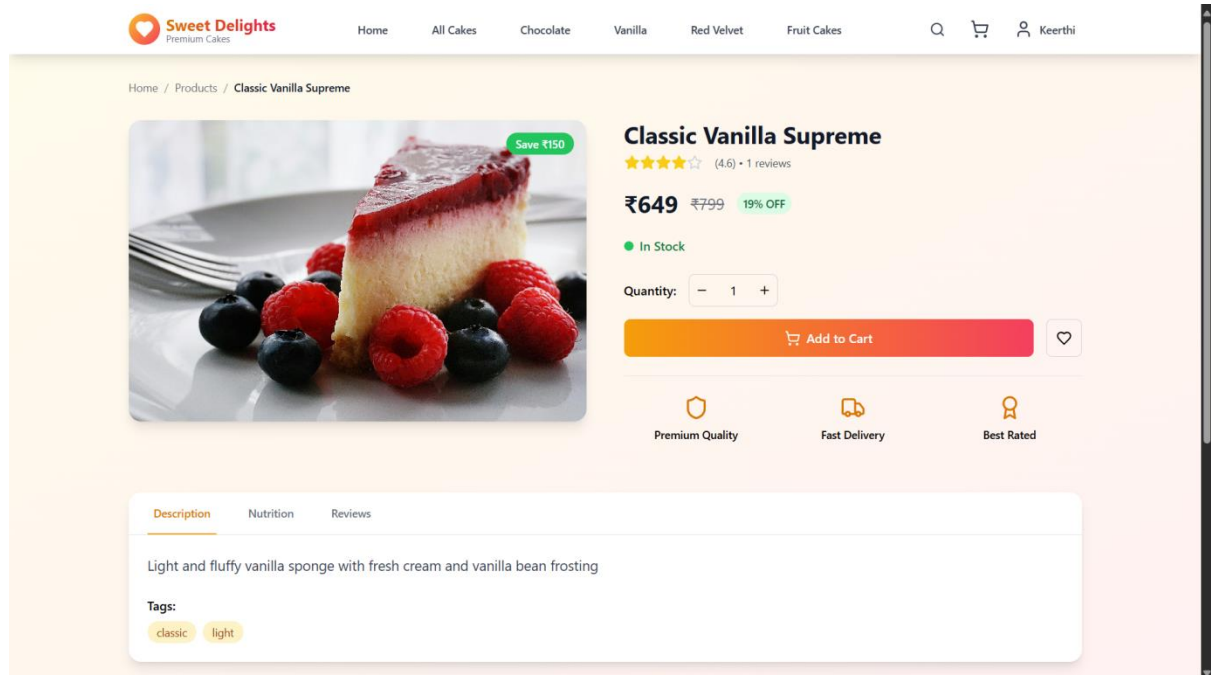 Sweet Delights
Premium Cakes
Home
All Cakes
Chocolate
Vanilla
Red Velvet
Fruit Cakes
Keerthi
Home / Products / Classic Vanilla Supreme
Save ₹150
Classic Vanilla Supreme
(4.6) • 1 reviews
₹649 ₹799 19% OFF
In Stock
Quantity: − 1 +
Add to Cart
Premium Quality
Fast Delivery
Best Rated
Description
Nutrition
Reviews
Light and fluffy vanilla sponge with fresh cream and vanilla bean frosting
Tags:
classic
light